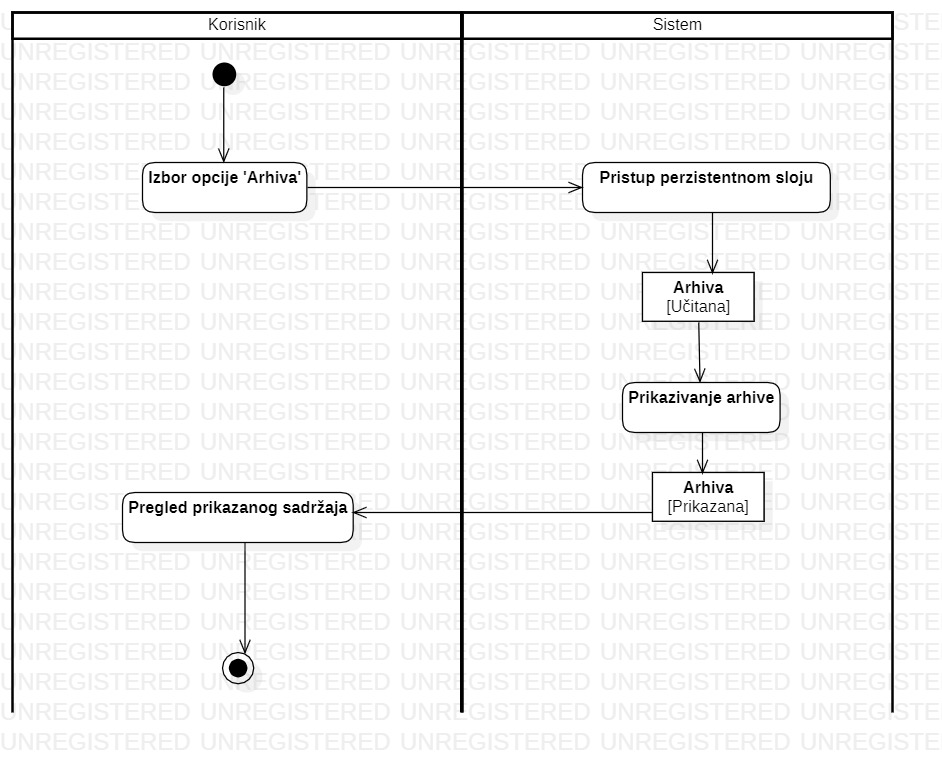 Korisnik
Sistem
Izbor opcije 'Arhiva'
Pristup perzistentnom sloju
Arhiva
[Učitana]
Prikazivanje arhive
Arhiva
[Prikazana]
Pregled prikazanog sadržaja
UNREGISTERED UNREGISTERED UNREGISTERED UNREGISTERED UNREGISTE